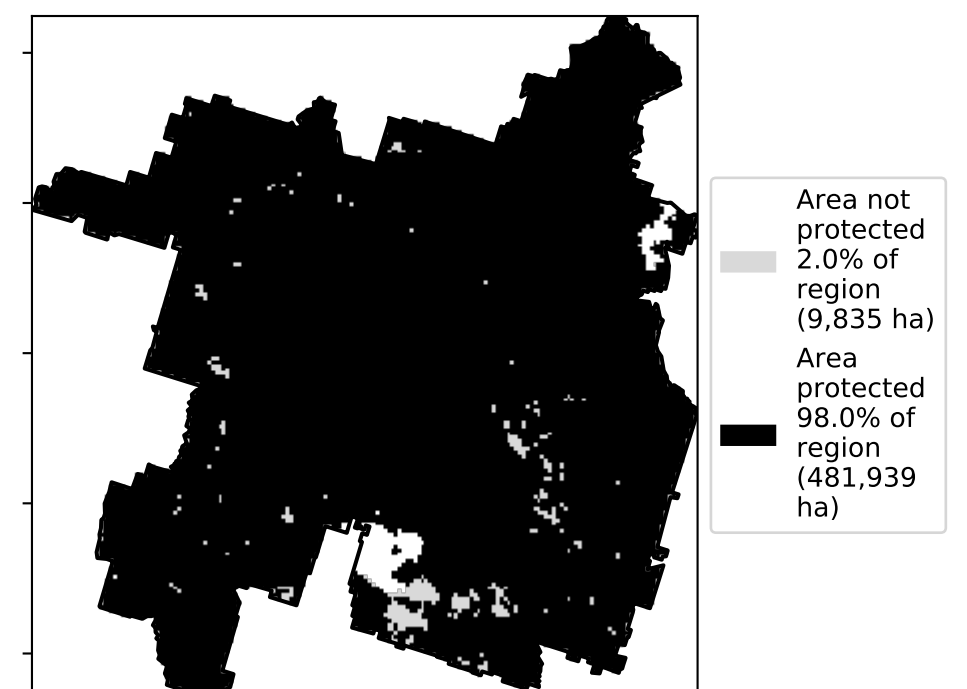 Area not
protected
2.0% of
region
(9,835 ha)
Area
protected
98.0% of
region
(481,939
ha)